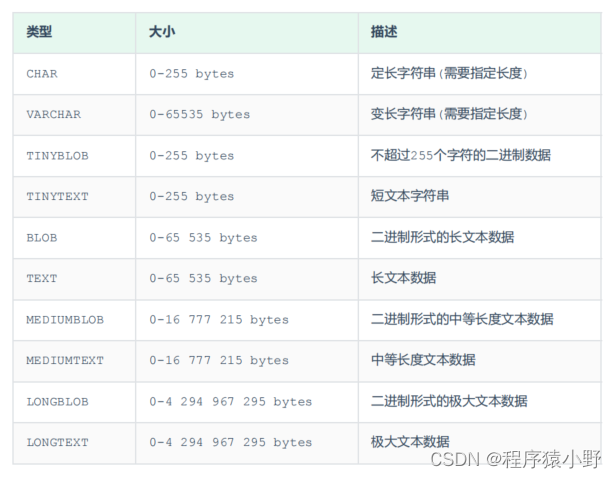 类型 大小 描述
CHAR 0-255 bytes 定长字符串(需要指定长度)
VARCHAR 0-65535 bytes 变长字符串(需要指定长度)
TINYBLOB 0-255 bytes 不超过255个字符的二进制数据
TINYTEXT 0-255 bytes 短文本字符串
BLOB 0-65 535 bytes 二进制形式的长文本数据
TEXT 0-65 535 bytes 长文本数据
MEDIUMBLOB 0-16 777 215 bytes 二进制形式的中等长度文本数据
MEDIUMTEXT 0-16 777 215 bytes 中等长度文本数据
LONGBLOB 0-4 294 967 295 bytes 二进制形式的极大文本数据
LONGTEXT 0-4 294 967 295 bytes 极大文本数据
CSDN @程序猿小野